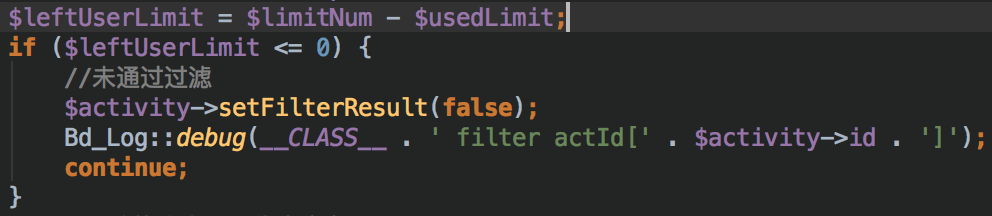 $leftUserLimit = $limitNum - $usedLimit;
if ($leftUserLimit <= 0) {
//未通过过滤
$activity->setFilterResult(false);
Bd_Log::debug(__CLASS__ . ' filter actId[' . $activity->id . ']');
continue;
}